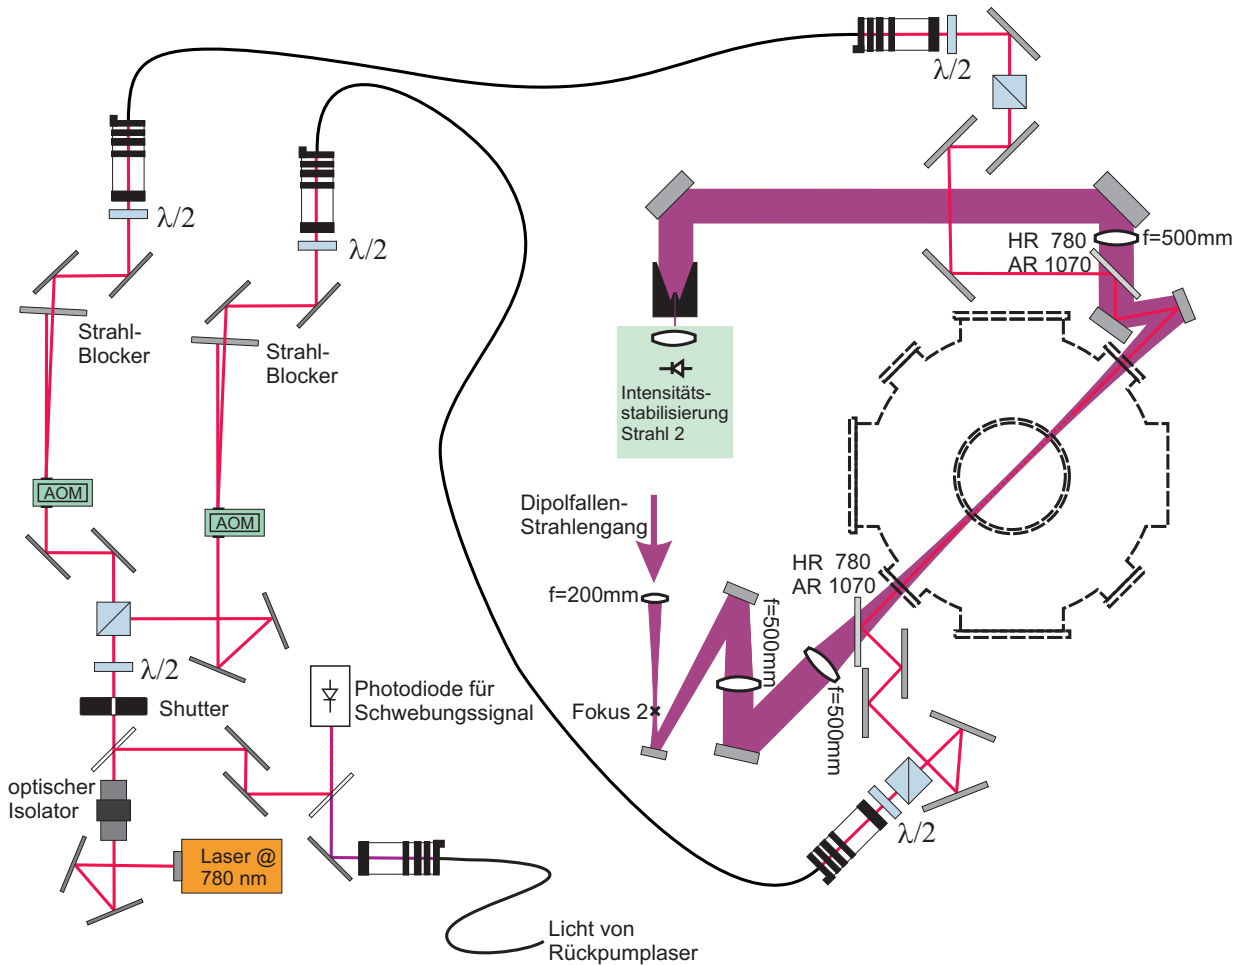 λ/2
λ/2
λ/2
HR 780
AR 1070
f=500mm
Strahl-
Blocker
Strahl-
Blocker
Intensitäts-
stabilisierung
Strahl 2
AOM
AOM
Dipolfallen-
Strahlengang
HR 780
AR 1070
f=200mm
f=500mm
λ/2
Shutter
Photodiode für
Schwebungssignal
Fokus 2
f=500mm
optischer
Isolator
λ/2
Laser @
780 nm
Licht von
Rückpumplaser